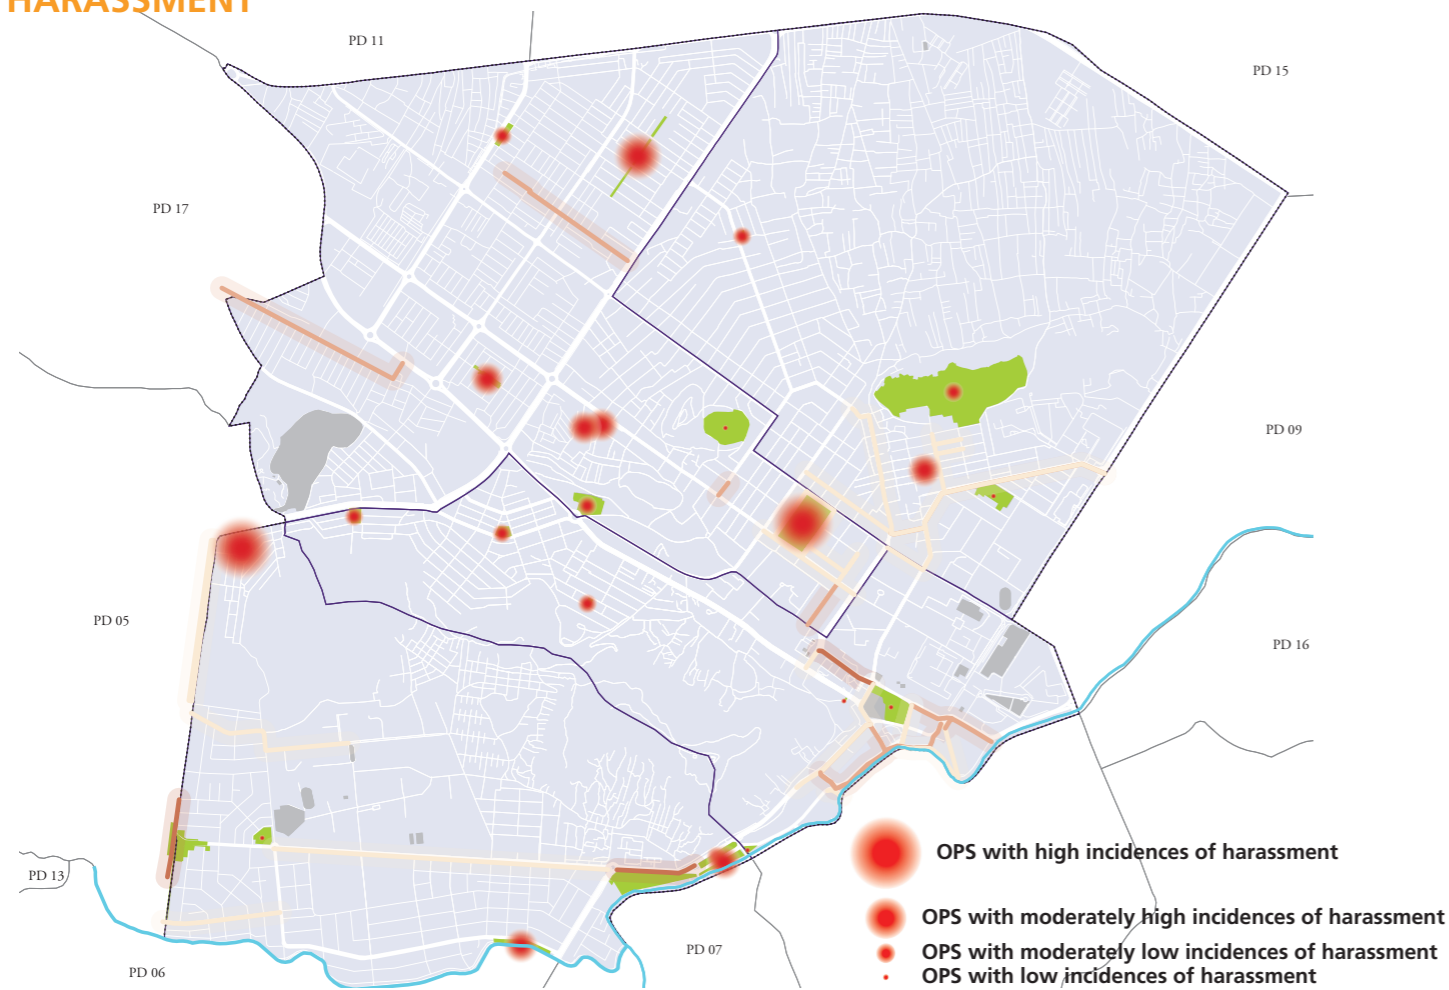 HARASSMENT
PD 11
PD 15
PD 17
PD 09
PD 05
PD 16
OPS with high incidences of harassment
PD 13
OPS with moderately high incidences of harassment
PD 07
OPS with moderately low incidences of harassment
PD 06
OPS with low incidences of harassment